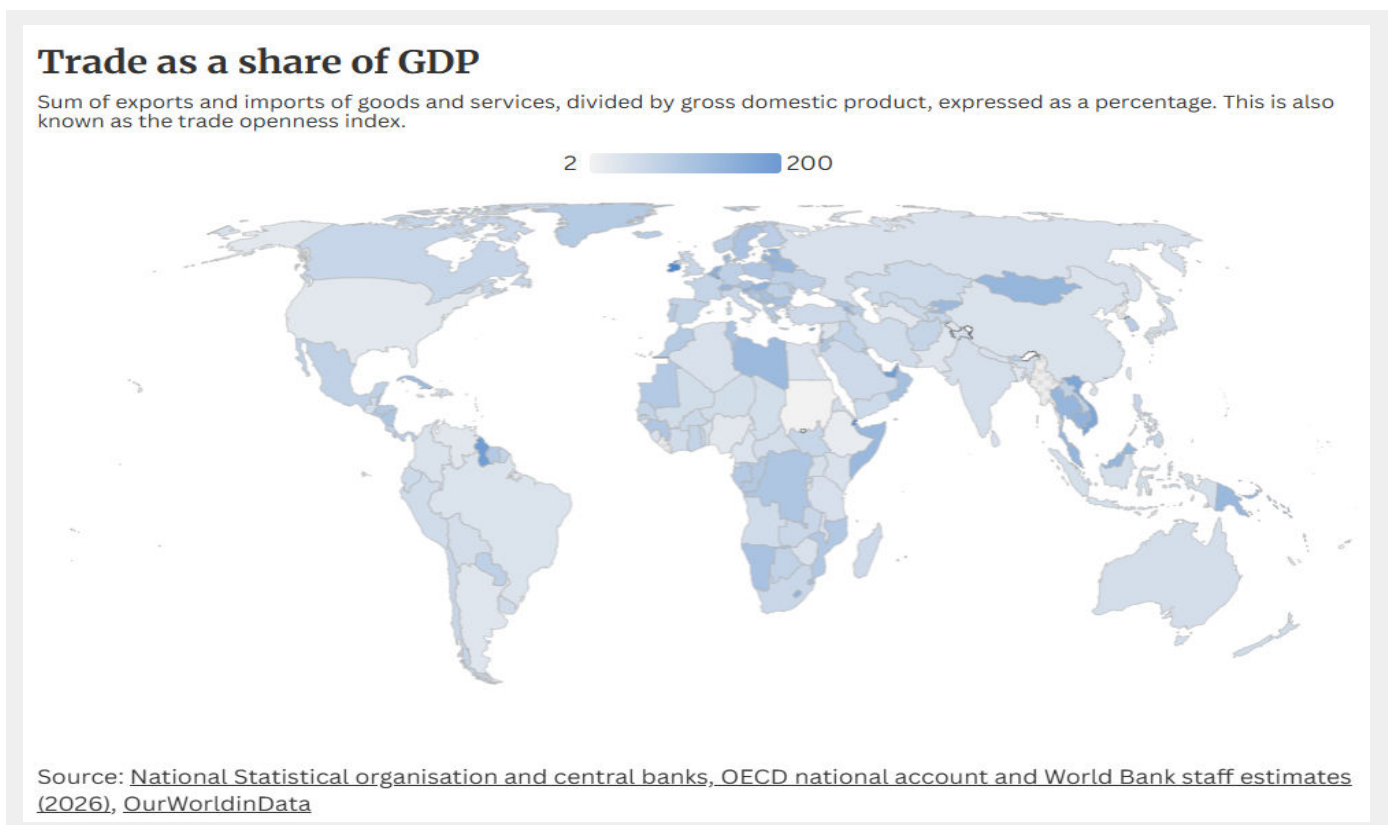 Trade as a share of GDP
Sum of exports and imports of goods and services, divided by gross domestic product, expressed as a percentage. This is also
known as the trade openness index.
2 200
Source: National Statistical organisation and central banks, OECD national account and World Bank staff estimates
(2026), OurWorldinData